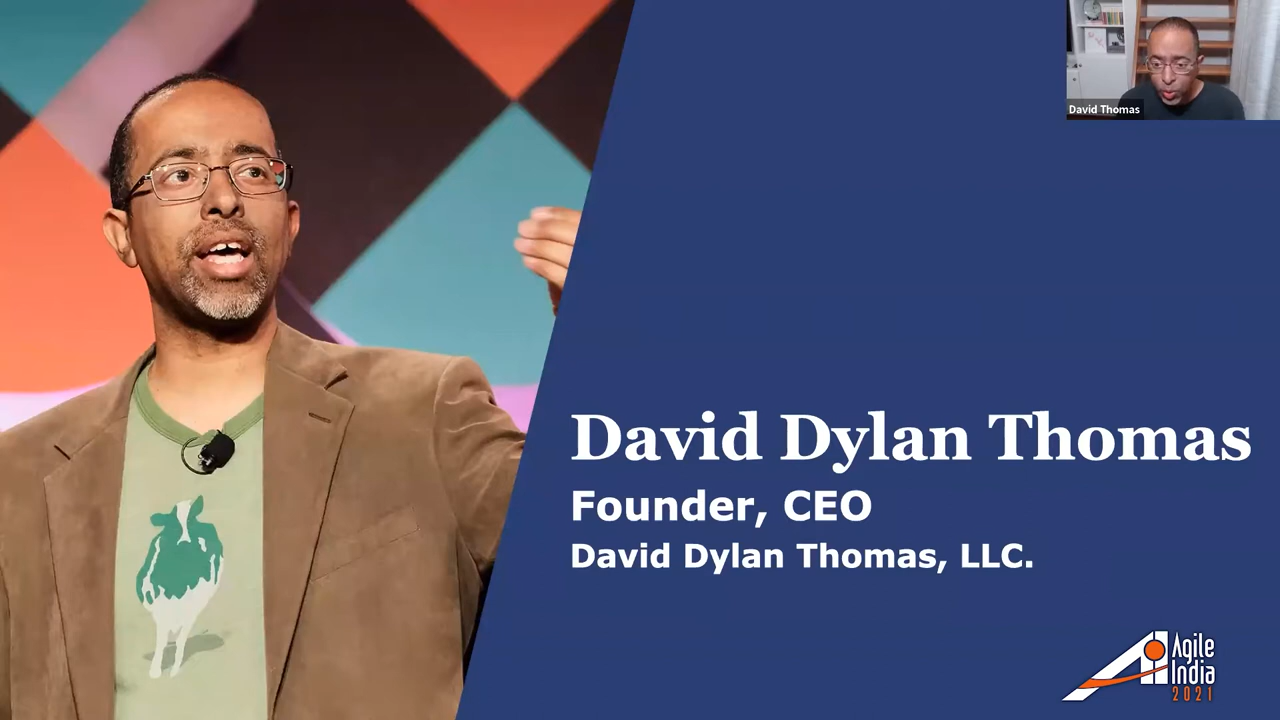 David Thomas
David Dylan Thomas
Founder, CEO
David Dylan Thomas, LLC.
Agile
India
2021